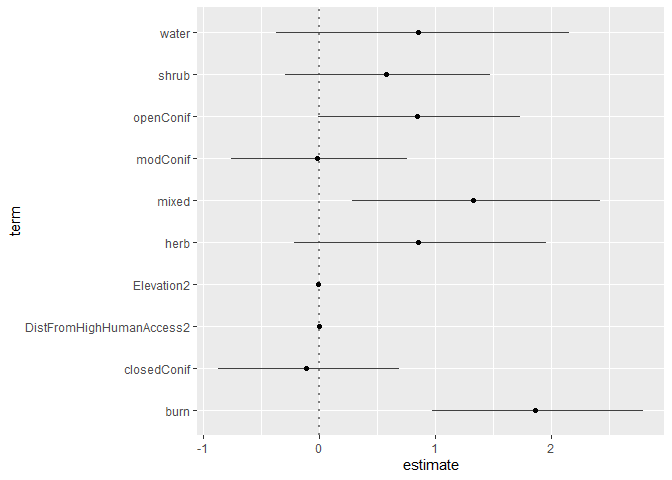 water
shrub
openConif
modConif
mixed
herb
Elevation2
DistFromHighHumanAccess2
closedConif
burn
term
-1
0
1
2
estimate